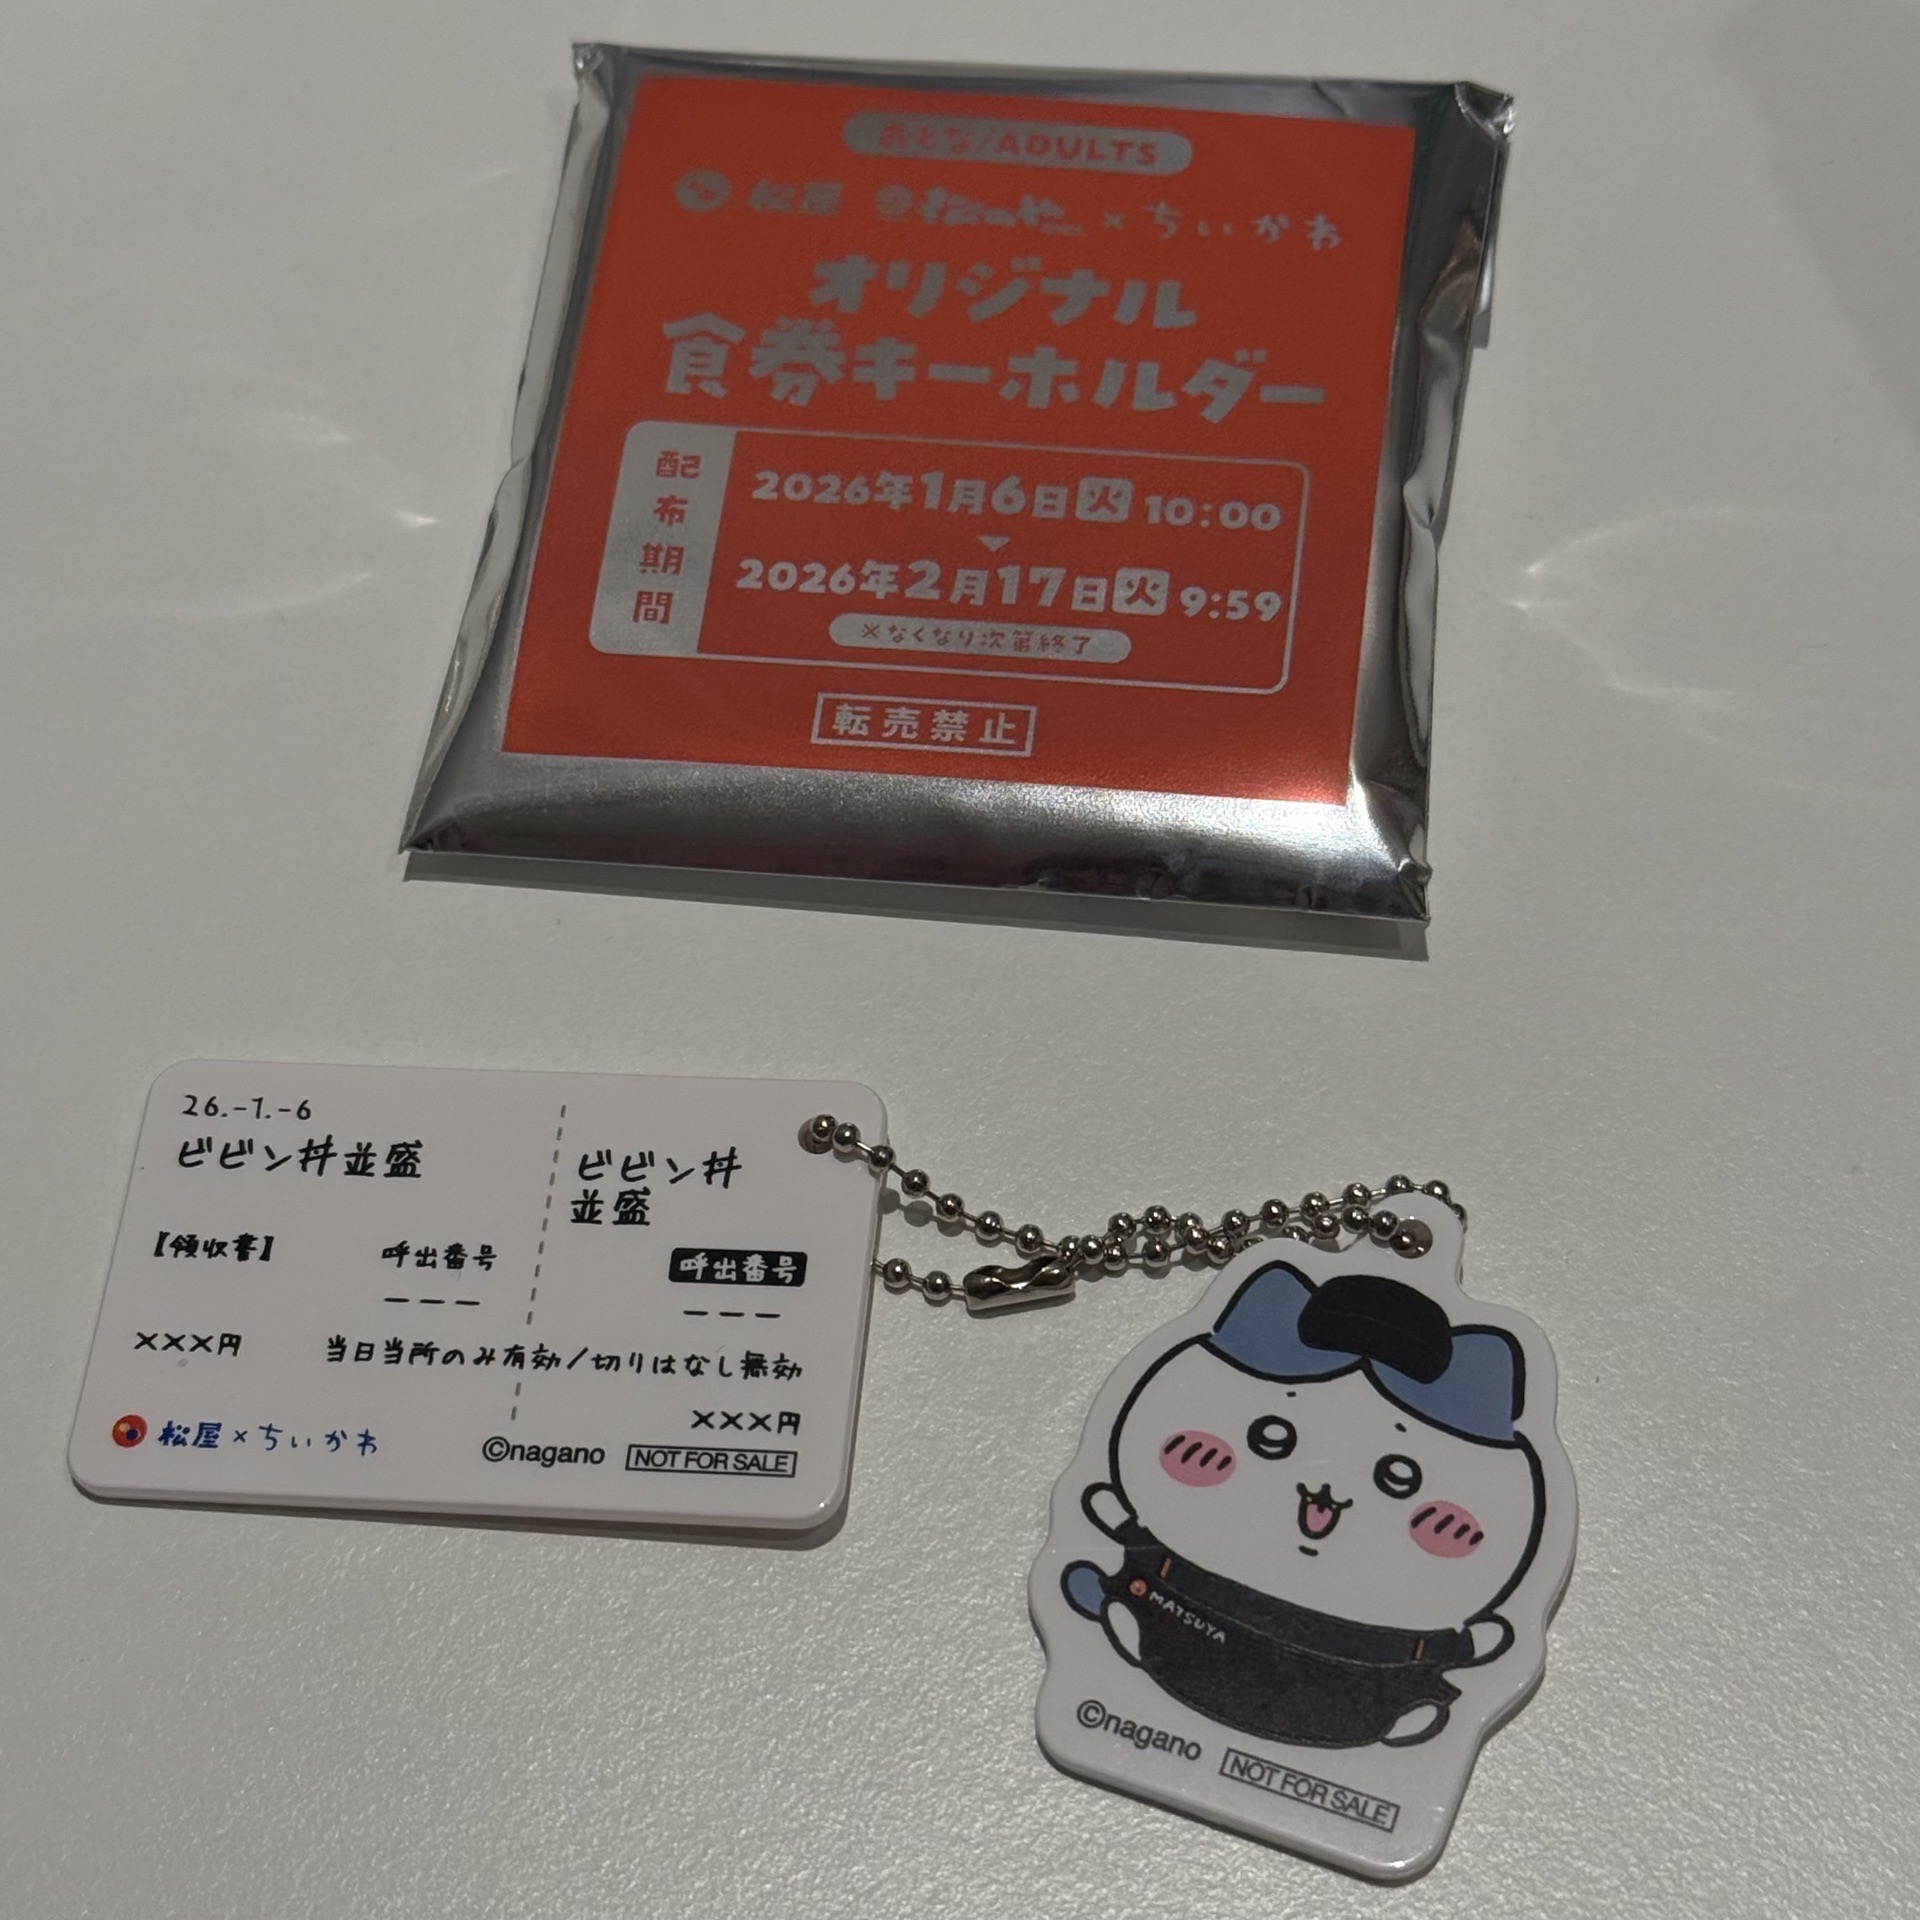 おとな/ADULTS
松屋 松のや × ちいかわ
オリジナル
食券キーホルダー
配布期間
2026年1月6日火 10:00
2026年2月17日火 9:59
※なくなり次第終了
転売禁止
26.-1.-6
ビビン丼並盛
【領収書】
呼出番号
---
×××円
ビビン丼
並盛
呼出番号
---
当日当所のみ有効/切りはなし無効
×××円
松屋×ちいかわ
©nagano
NOT FOR SALE
MATSUYA
©nagano
NOT FOR SALE